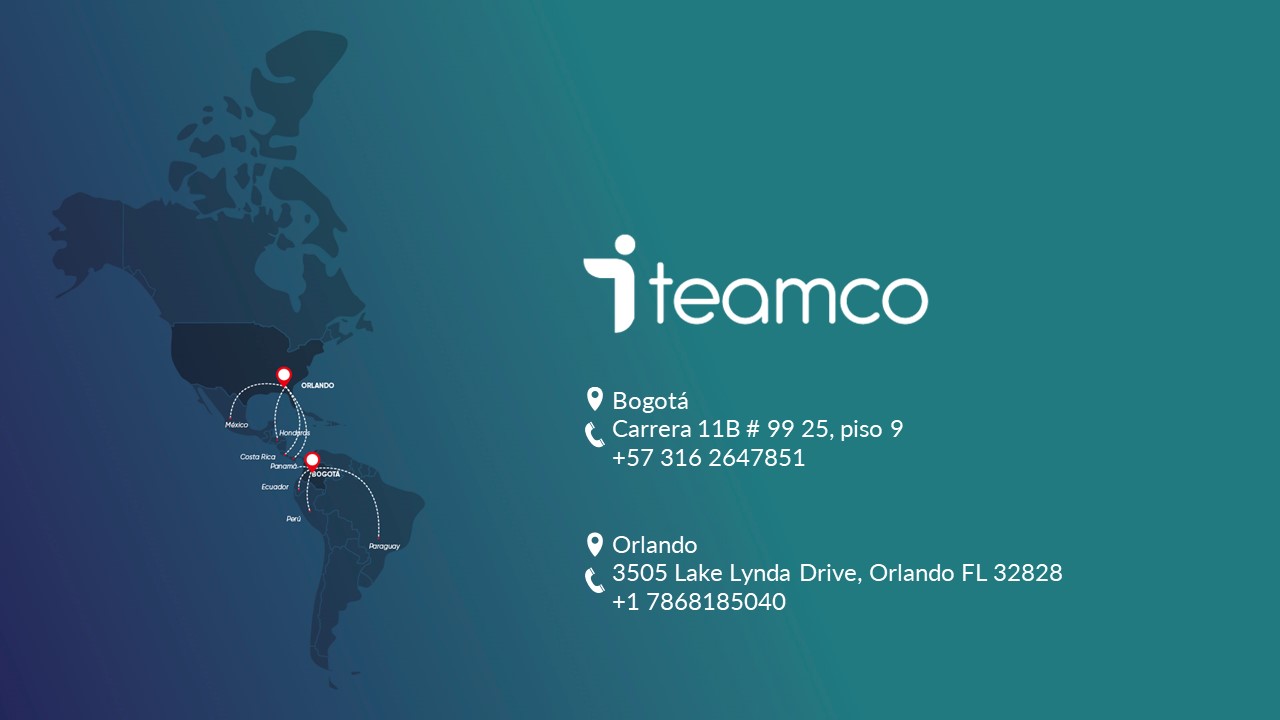 teamco
Bogotá
Carrera 11B # 99 25, piso 9
+57 316 2647851
Orlando
3505 Lake Lynda Drive, Orlando FL 32828
+1 7868185040
ORLANDO
México
Honduras
Costa Rica
Panamá
BOGOTÁ
Ecuador
Perú
Paraguay